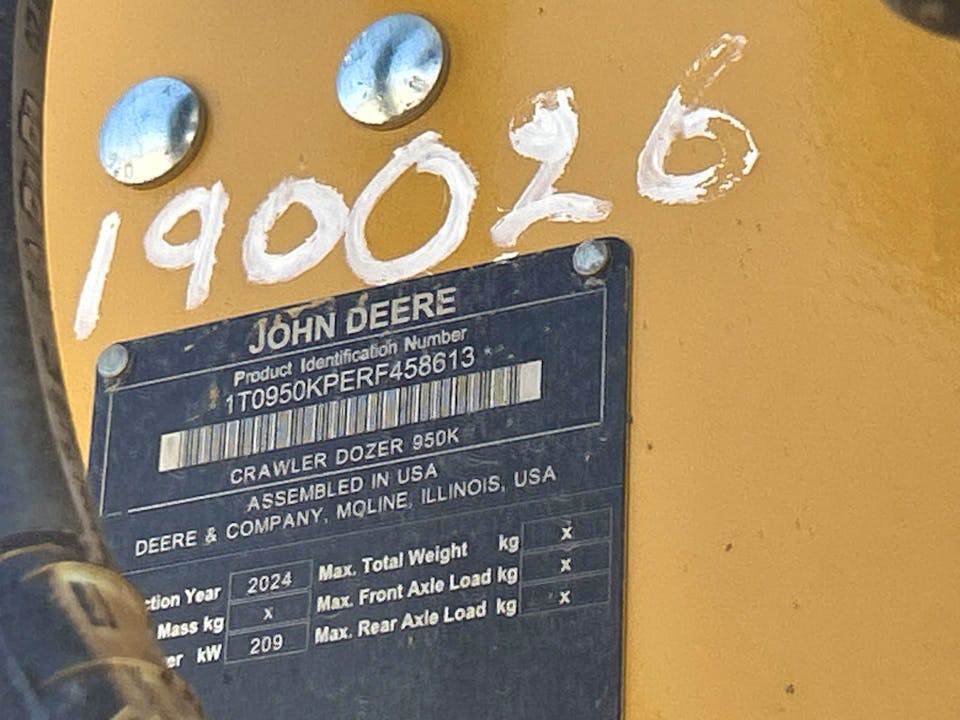 190026
JOHN DEERE
Product Identification Number
* 1T0950KPERF458613 *
CRAWLER DOZER 950K
ASSEMBLED IN USA
DEERE & COMPANY, MOLINE, ILLINOIS, USA
ction Year 2024 Max. Total Weight kg x
Mass kg x Max. Front Axle Load kg x
er kW 209 Max. Rear Axle Load kg x